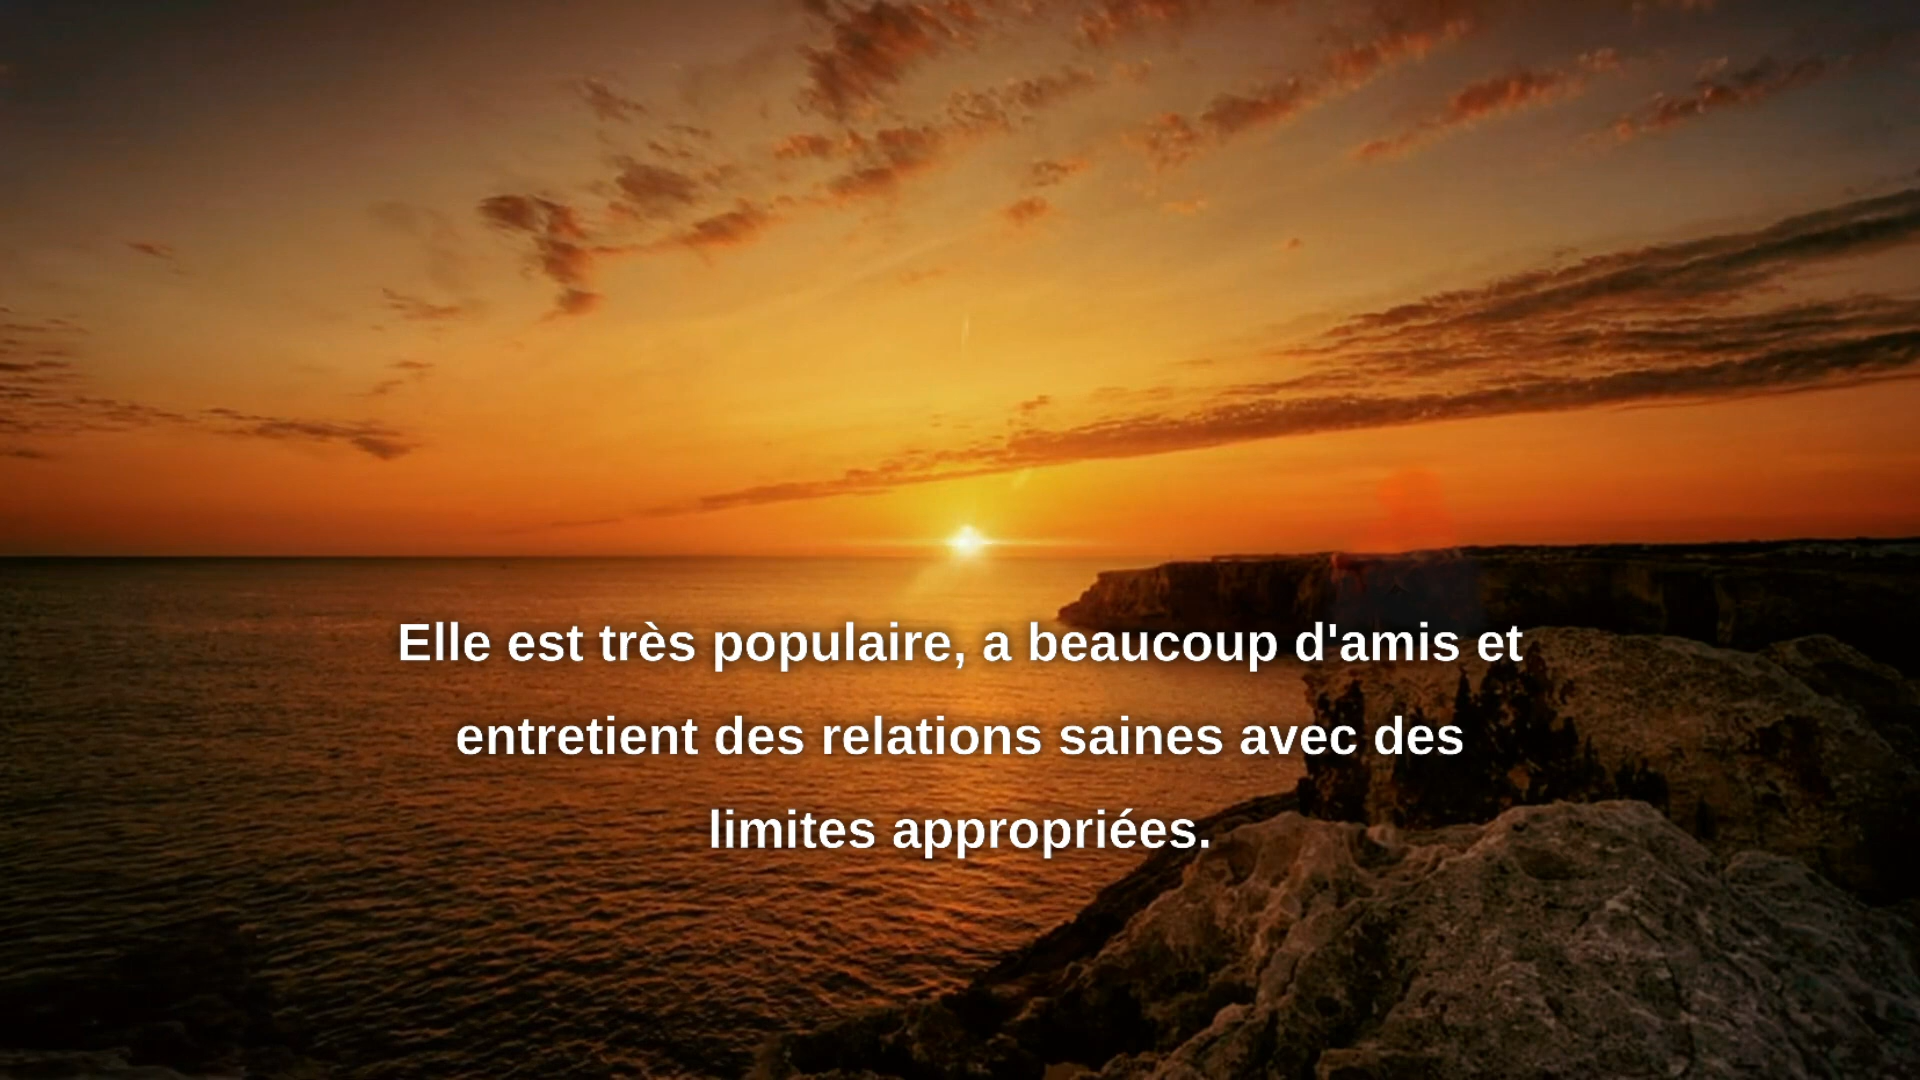 Elle est très populaire, a beaucoup d'amis et
entretient des relations saines avec des
limites appropriées.